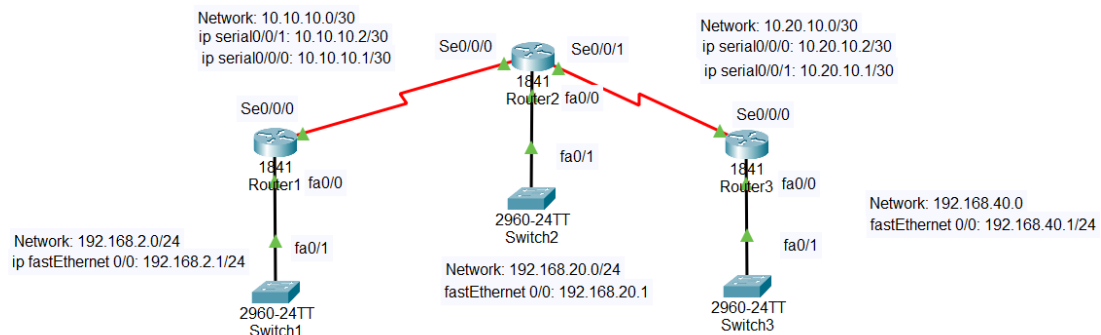 Network: 10.10.10.0/30
ip serial0/0/1: 10.10.10.2/30
ip serial0/0/0: 10.10.10.1/30
Network: 10.20.10.0/30
ip serial0/0/0: 10.20.10.2/30
ip serial0/0/1: 10.20.10.1/30
Se0/0/0
Se0/0/1
1841
Router2
fa0/0
Se0/0/0
1841
Router1
fa0/0
Se0/0/0
1841
Router3
fa0/0
fa0/1
2960-24TT
Switch2
Network: 192.168.40.0
fastEthernet 0/0: 192.168.40.1/24
Network: 192.168.2.0/24
ip fastEthernet 0/0: 192.168.2.1/24
fa0/1
2960-24TT
Switch1
Network: 192.168.20.0/24
fastEthernet 0/0: 192.168.20.1
fa0/1
2960-24TT
Switch3